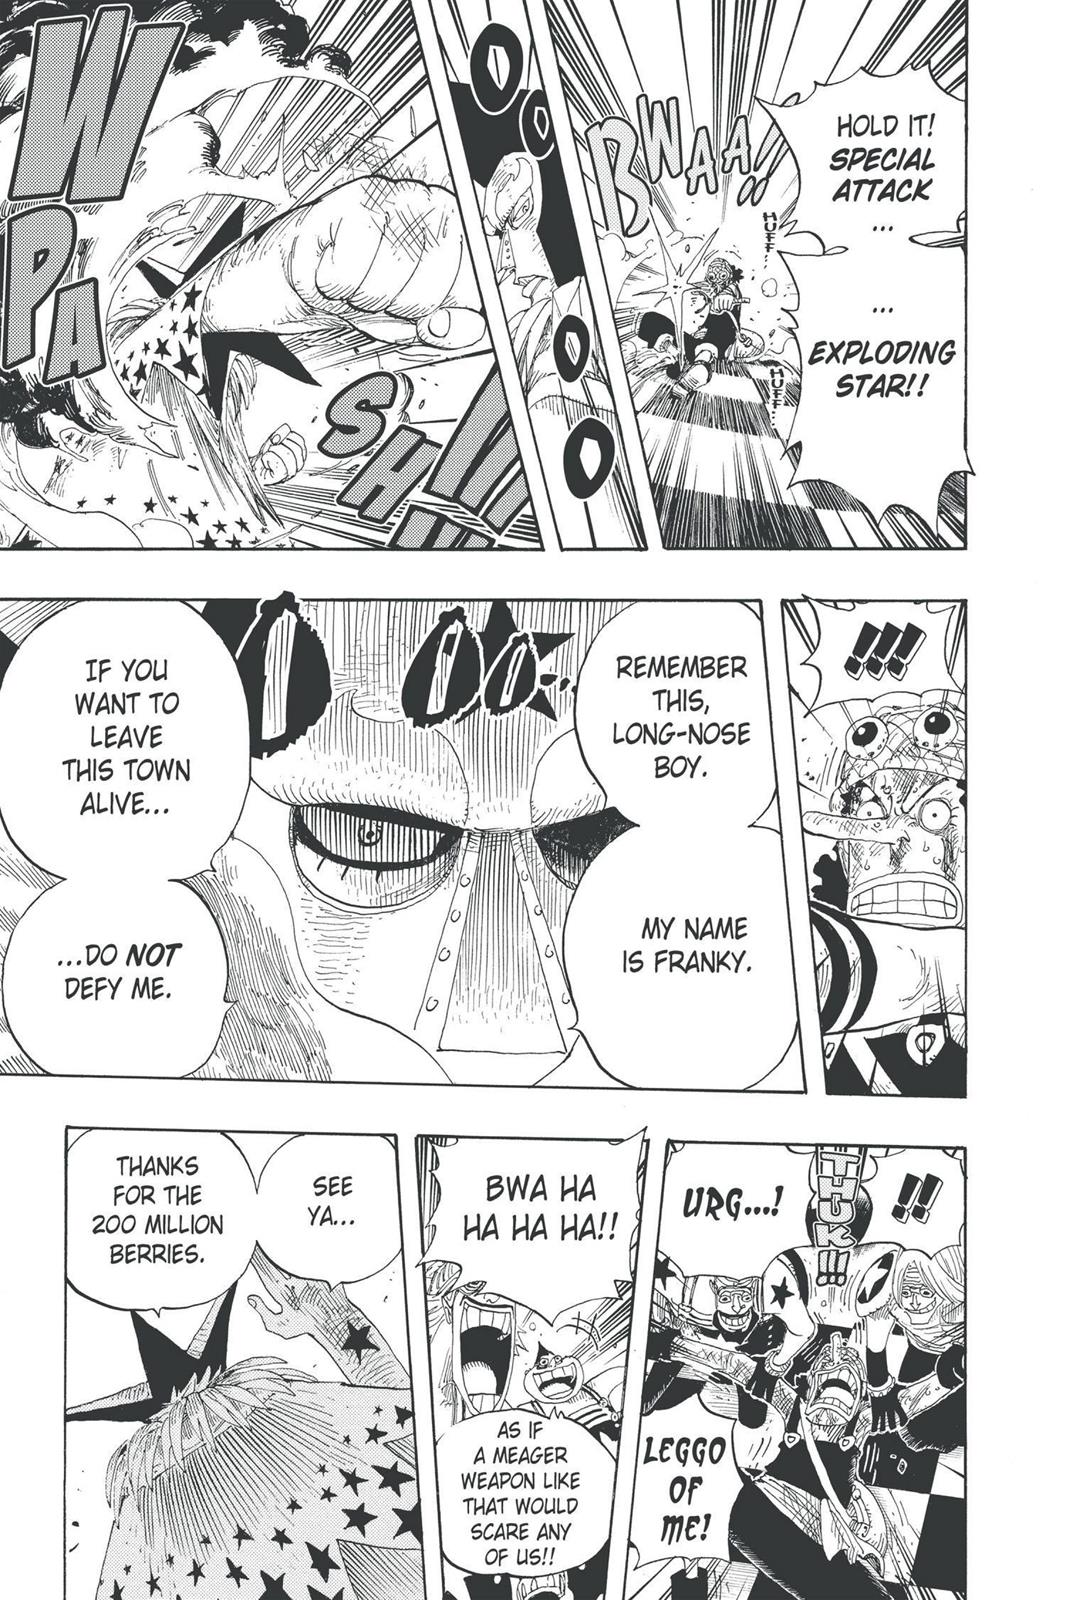 HOLD IT!
SPECIAL
ATTACK
...
...
EXPLODING
STAR!!
BWAA!!
HUFF..
HUFF..
WPA
SH
!!!!
REMEMBER
THIS,
LONG-NOSE
BOY.
MY NAME
IS FRANKY.
IF YOU
WANT TO
LEAVE
THIS TOWN
ALIVE...
...DO NOT
DEFY ME.
!!
THUK!!!
URG...!
LEGGO
OF
ME!
BWA HA
HA HA HA!!
AS IF
A MEAGER
WEAPON LIKE
THAT WOULD
SCARE ANY
OF US!!
SEE
YA...
THANKS
FOR THE
200 MILLION
BERRIES.